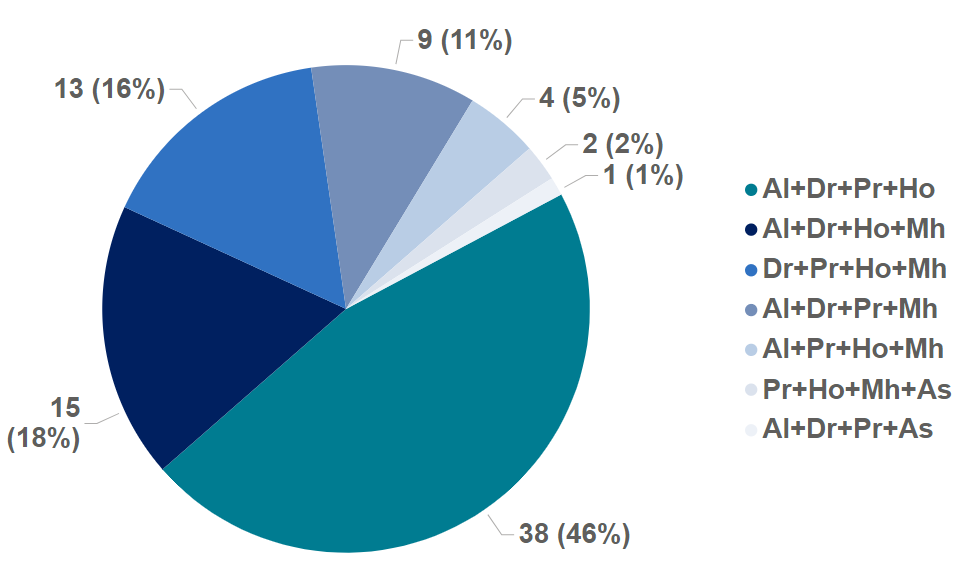 9 (11%)
13 (16%)
4 (5%)
2 (2%)
1 (1%)
15
(18%)
38 (46%)
Al+Dr+Pr+Ho
Al+Dr+Ho+Mh
Dr+Pr+Ho+Mh
Al+Dr+Pr+Mh
Al+Pr+Ho+Mh
Pr+Ho+Mh+As
Al+Dr+Pr+As